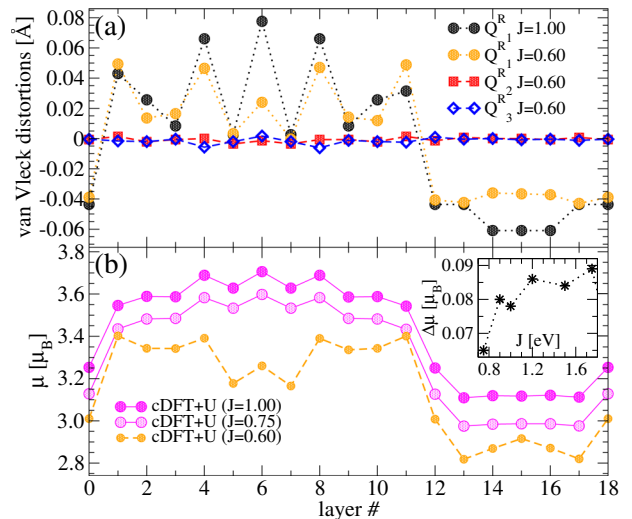 (a)
van Vleck distortions [Å]
0.08
0.06
0.04
0.02
0
-0.02
-0.04
-0.06
Q^R_1 J=1.00
Q^R_1 J=0.60
Q^R_2 J=0.60
Q^R_3 J=0.60
(b)
μ [μ_B]
3.8
3.6
3.4
3.2
3.0
2.8
cDFT+U (J=1.00)
cDFT+U (J=0.75)
cDFT+U (J=0.60)
Δμ [μ_B]
0.09
0.08
0.07
J [eV]
0.8 1.2 1.6
0 2 4 6 8 10 12 14 16 18
layer #